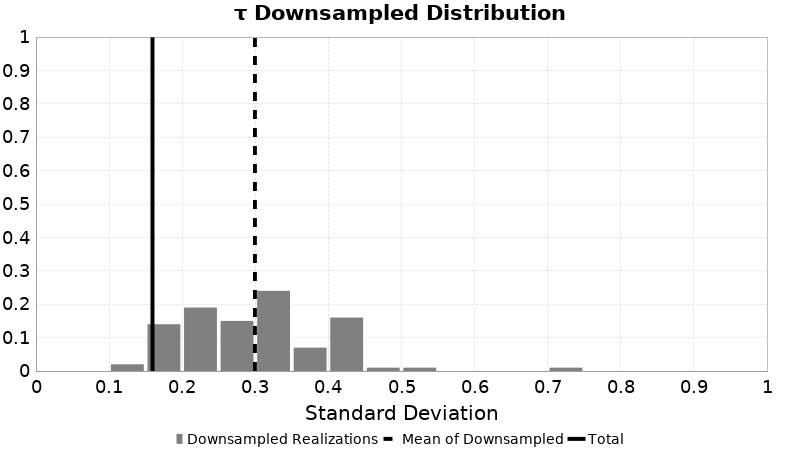 τ Downsampled Distribution
1
0.9
0.8
0.7
0.6
0.5
0.4
0.3
0.2
0.1
0
0 0.1 0.2 0.3 0.4 0.5 0.6 0.7 0.8 0.9 1
Standard Deviation
Downsampled Realizations Mean of Downsampled Total